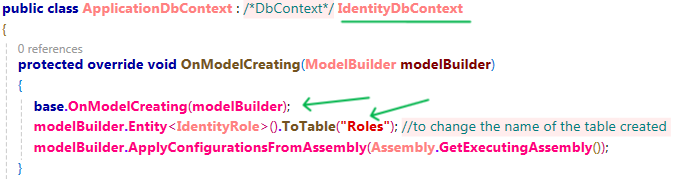 public class ApplicationDbContext : /*DbContext*/ IdentityDbContext
{
0 references
protected override void OnModelCreating(ModelBuilder modelBuilder)
{
base.OnModelCreating(modelBuilder);
modelBuilder.Entity<IdentityRole>().ToTable("Roles"); //to change the name of the table created
modelBuilder.ApplyConfigurationsFromAssembly(Assembly.GetExecutingAssembly());
}